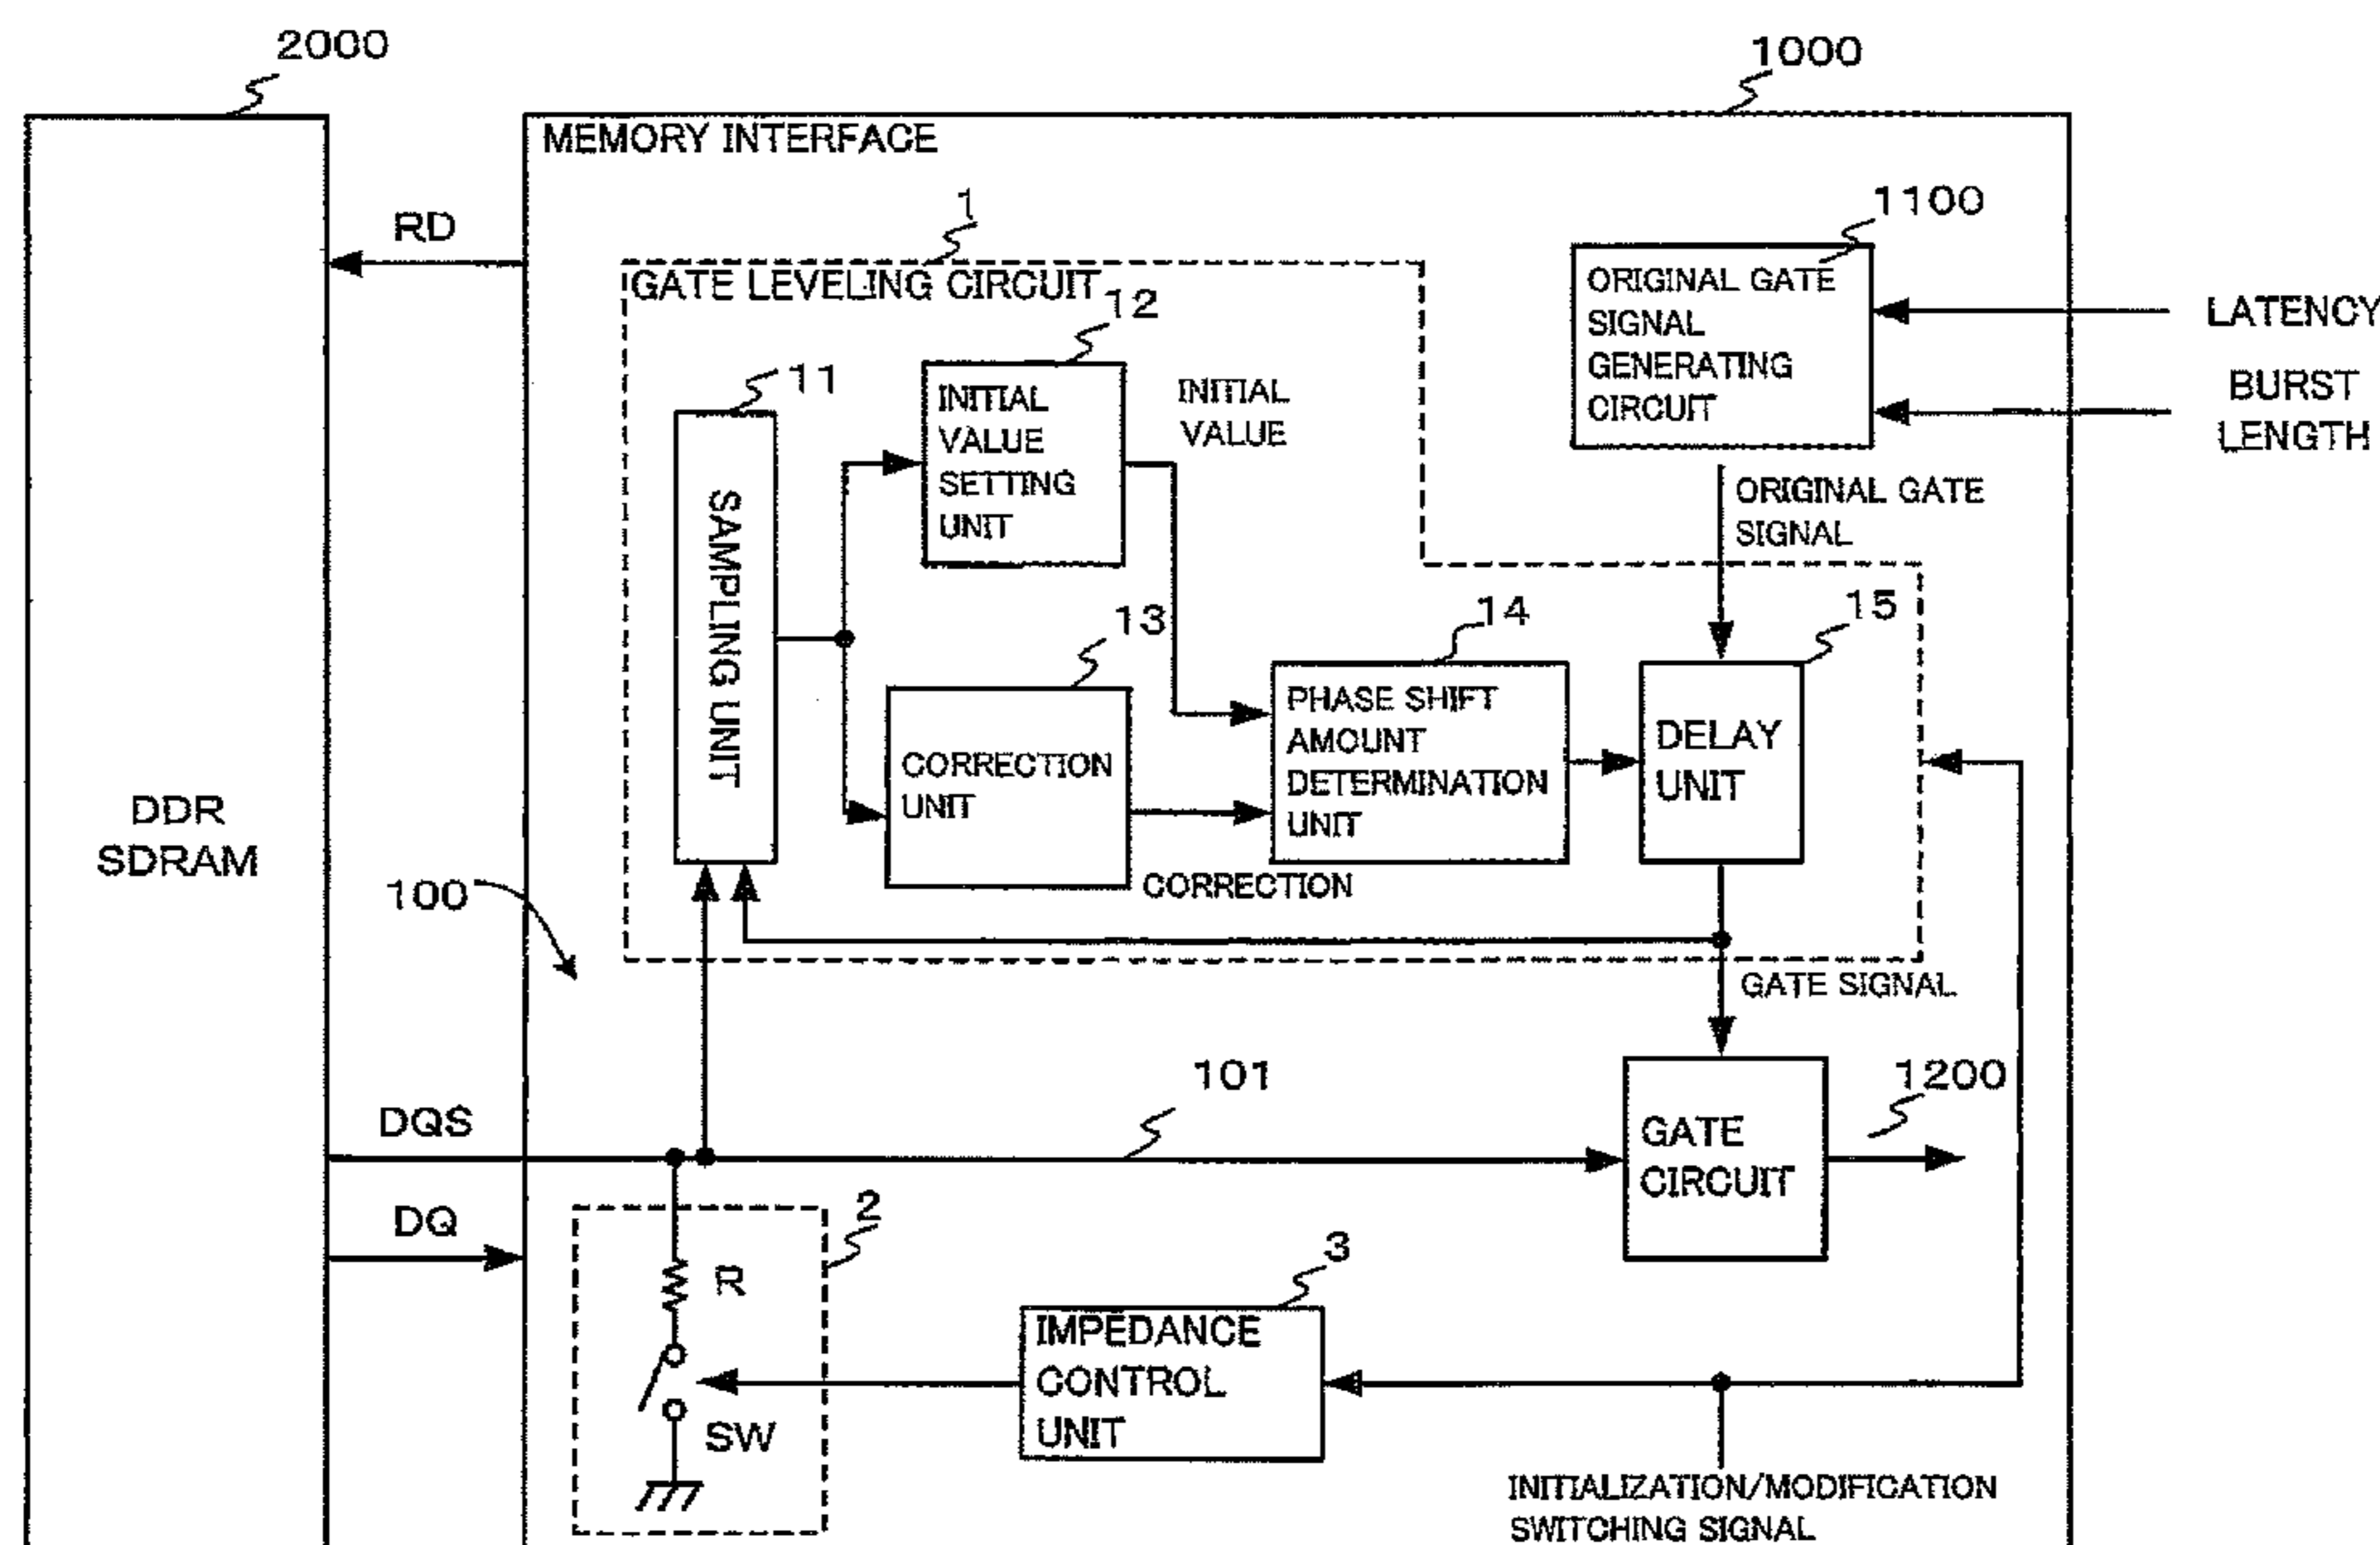 2000
1000
MEMORY INTERFACE
RD
1
1100
ORIGINAL GATE
SIGNAL
GENERATING
CIRCUIT
LATENCY
BURST
LENGTH
GATE LEVELING CIRCUIT
12
11
INITIAL
VALUE
SETTING
UNIT
INITIAL
VALUE
SAMPLING UNIT
ORIGINAL GATE
SIGNAL
13
14
15
CORRECTION
UNIT
PHASE SHIFT
AMOUNT
DETERMINATION
UNIT
DELAY
UNIT
DDR
SDRAM
100
CORRECTION
GATE SIGNAL
101
1200
DQS
GATE
CIRCUIT
DQ
2
R
3
IMPEDANCE
CONTROL
UNIT
SW
INITIALIZATION/MODIFICATION
SWITCHING SIGNAL